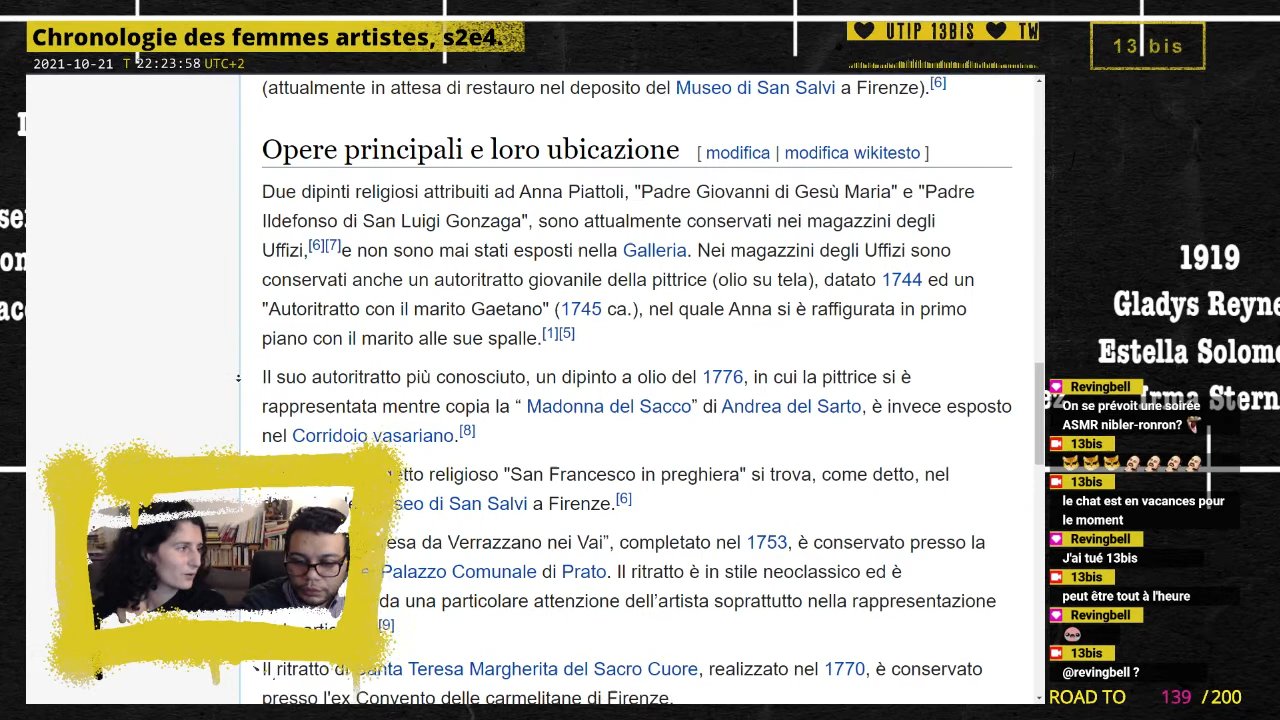 Chronologie des femmes artistes, s2e4.
2021-10-21 T 22:23:58 UTC+2
UTIP 13BIS TW
13 bis
(attualmente in attesa di restauro nel deposito del Museo di San Salvi a Firenze).[6]
Opere principali e loro ubicazione [ modifica | modifica wikitesto ]
Due dipinti religiosi attribuiti ad Anna Piattoli, "Padre Giovanni di Gesù Maria" e "Padre
Ildefonso di San Luigi Gonzaga", sono attualmente conservati nei magazzini degli
Uffizi,[6][7]e non sono mai stati esposti nella Galleria. Nei magazzini degli Uffizi sono
conservati anche un autoritratto giovanile della pittrice (olio su tela), datato 1744 ed un
"Autoritratto con il marito Gaetano" (1745 ca.), nel quale Anna si è raffigurata in primo
piano con il marito alle sue spalle.[1][5]
Il suo autoritratto più conosciuto, un dipinto a olio del 1776, in cui la pittrice si è
rappresentata mentre copia la “ Madonna del Sacco” di Andrea del Sarto, è invece esposto
nel Corridoio vasariano.[8]
religioso "San Francesco in preghiera" si trova, come detto, nel
di San Salvi a Firenze.[6]
da Verrazzano nei Vai”, completato nel 1753, è conservato presso la
Palazzo Comunale di Prato. Il ritratto è in stile neoclassico ed è
da una particolare attenzione dell’artista soprattutto nella rappresentazione
[9]
Il ritratto di Santa Teresa Margherita del Sacro Cuore, realizzato nel 1770, è conservato
presso l'ex Convento delle carmelitane di Firenze.
1919
Gladys Reyne
Estella Solom
Irma Stern
Revingbell
On se prévoit une soirée
ASMR nibler-ronron?
13bis
13bis
le chat est en vacances pour
le moment
Revingbell
J'ai tué 13bis
13bis
peut être tout à l'heure
Revingbell
13bis
@revingbell ?
ROAD TO 139 /200